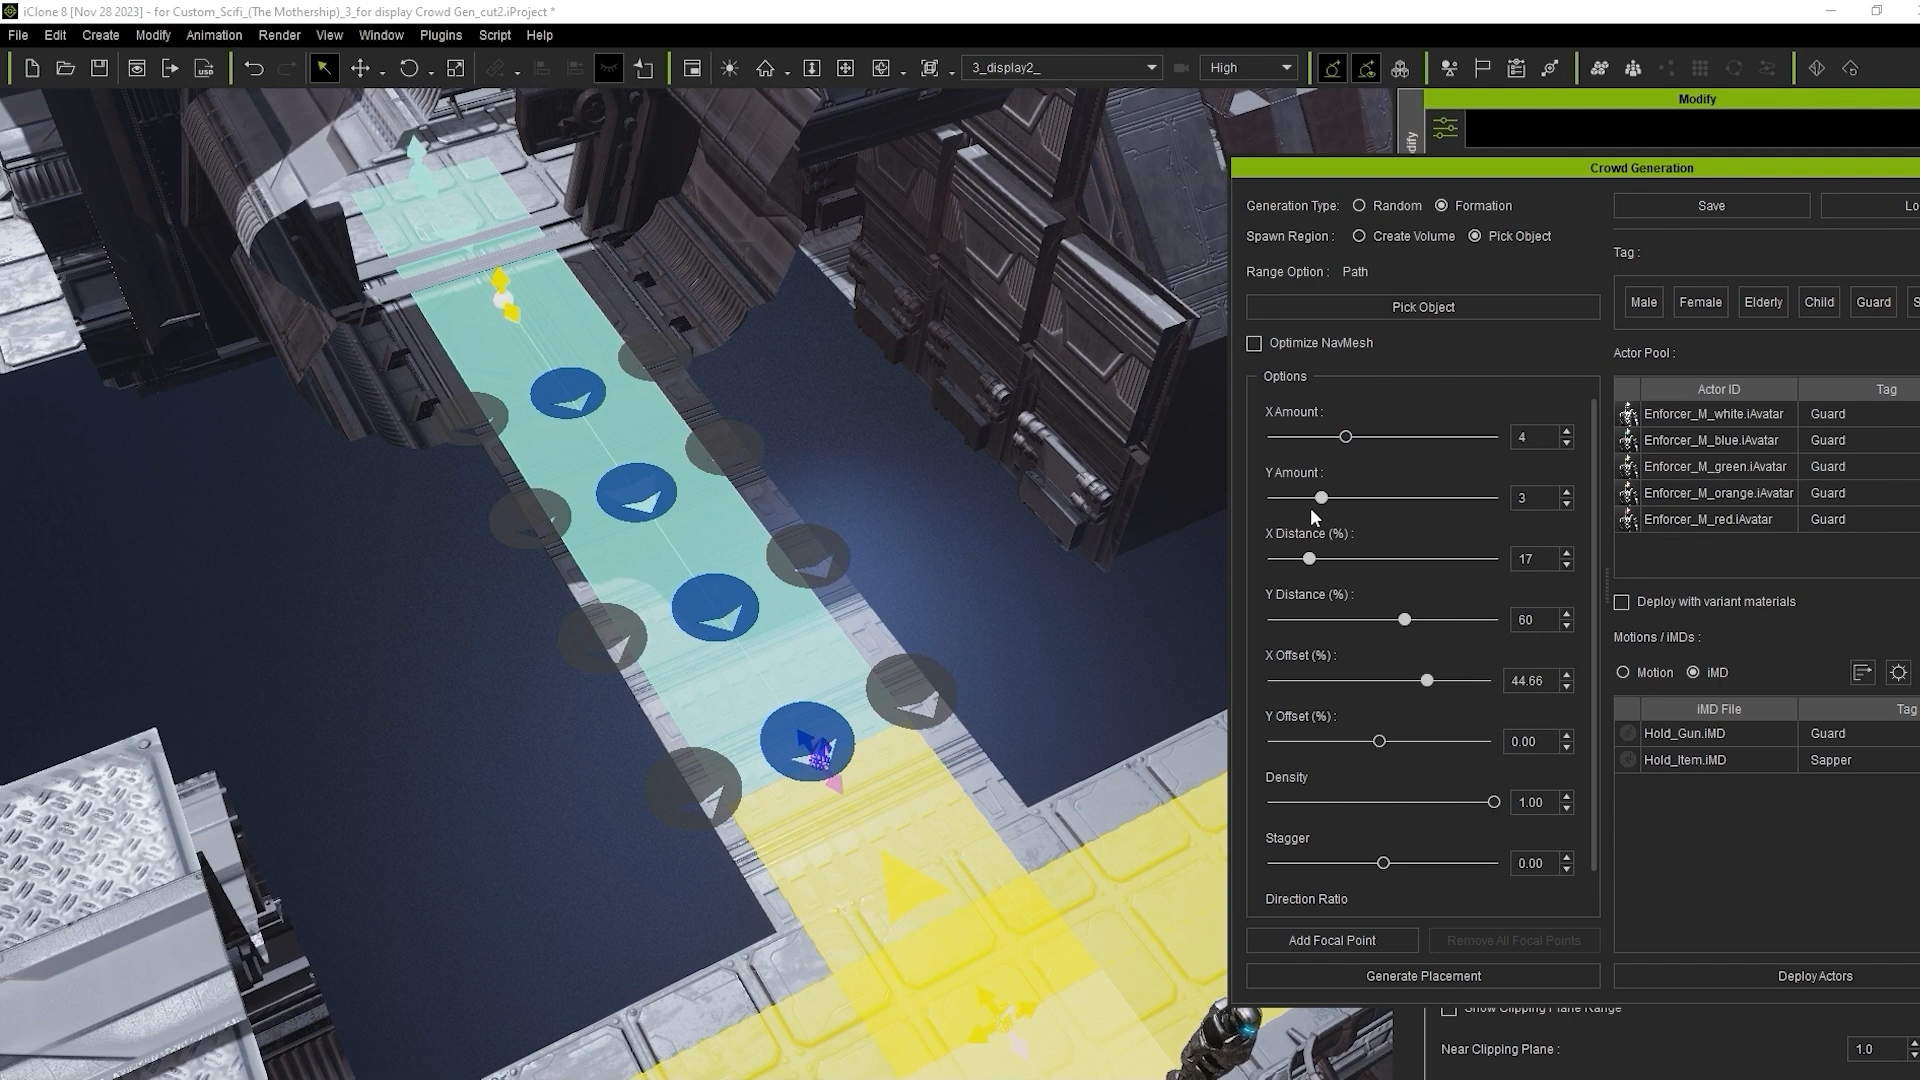 iClone 8 [Nov 28 2023] - for Custom_Scifi_(The Mothership)_3_for display Crowd Gen_cut2.iProject *
File Edit Create Modify Animation Render View Window Plugins Script Help
USD 3_display2_ High
Modify
Crowd Generation
Generation Type: Random Formation Save
Spawn Region : Create Volume Pick Object
Tag :
Range Option : Path
Pick Object
Male Female Elderly Child Guard
Optimize NavMesh
Actor Pool :
Options
Actor ID Tag
X Amount :
Enforcer_M_white.iAvatar Guard
4
Enforcer_M_blue.iAvatar Guard
Y Amount :
Enforcer_M_green.iAvatar Guard
3
Enforcer_M_orange.iAvatar Guard
Enforcer_M_red.iAvatar Guard
X Distance (%) :
17
Y Distance (%) :
Deploy with variant materials
60
Motions / iMDs :
X Offset (%) :
Motion iMD
44.66
iMD File Tag
Y Offset (%) :
Hold_Gun.iMD Guard
0.00
Hold_Item.iMD Sapper
Density
1.00
Stagger
0.00
Direction Ratio
Add Focal Point Remove All Focal Points
Generate Placement Deploy Actors
Show Clipping Plane Range
Near Clipping Plane : 1.0